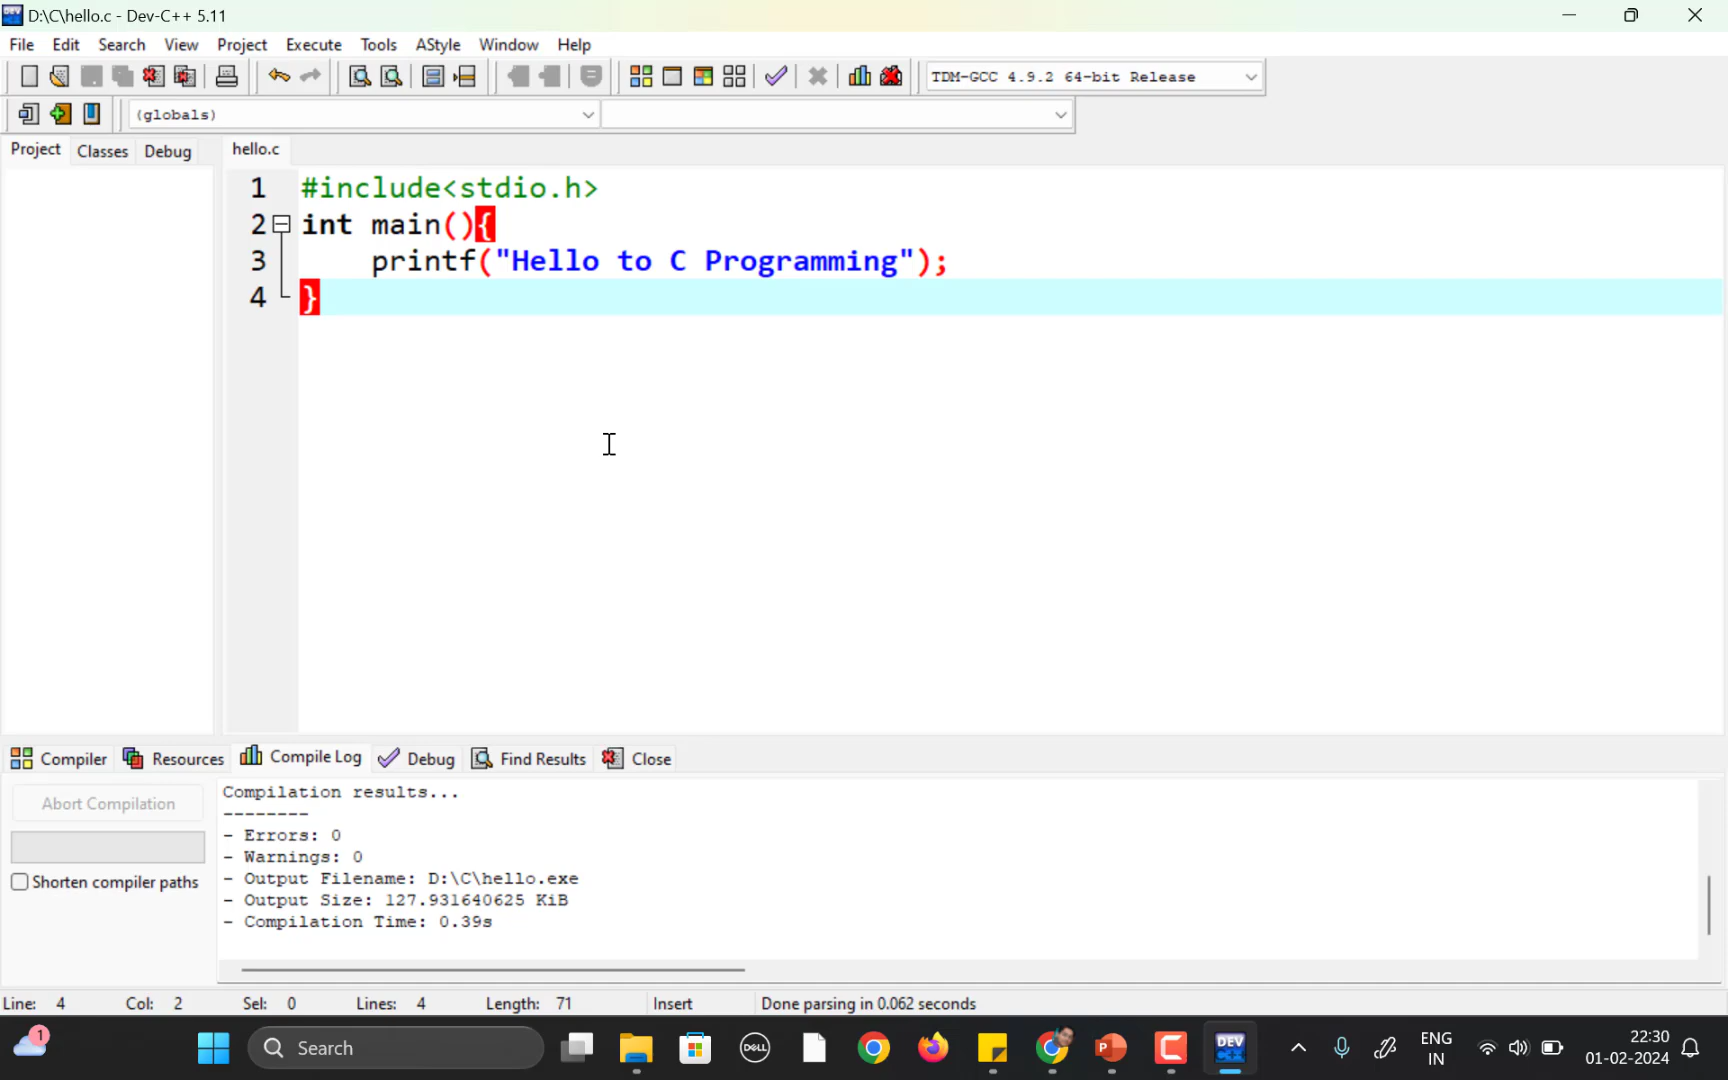 D:\C\hello.c - Dev-C++ 5.11
File Edit Search View Project Execute Tools AStyle Window Help
TDM-GCC 4.9.2 64-bit Release
(globals)
Project Classes Debug hello.c
1 #include<stdio.h>
2 int main(){
3 printf("Hello to C Programming");
4 }
Compiler Resources Compile Log Debug Find Results Close
Abort Compilation
Shorten compiler paths
Compilation results...
--------
- Errors: 0
- Warnings: 0
- Output Filename: D:\C\hello.exe
- Output Size: 127.931640625 KiB
- Compilation Time: 0.39s
Line: 4 Col: 2 Sel: 0 Lines: 4 Length: 71 Insert Done parsing in 0.062 seconds
1 Search DELL P DEV C++ ENG 22:30
IN 01-02-2024